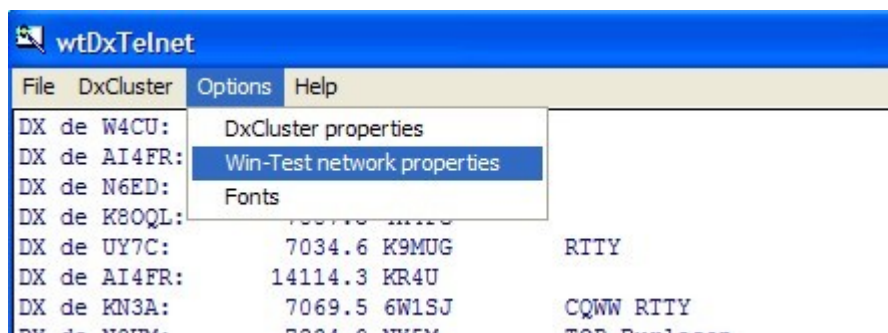 wtDxTelnet
File DxCluster Options Help
DX de W4CU:
DX de AI4FR:
DX de N6ED:
DX de K8OQL:
DxCluster properties
Win-Test network properties
Fonts
DX de UY7C: 7034.6 K9MUG RTTY
DX de AI4FR: 14114.3 KR4U
DX de KN3A: 7069.5 6W1SJ CQWW RTTY